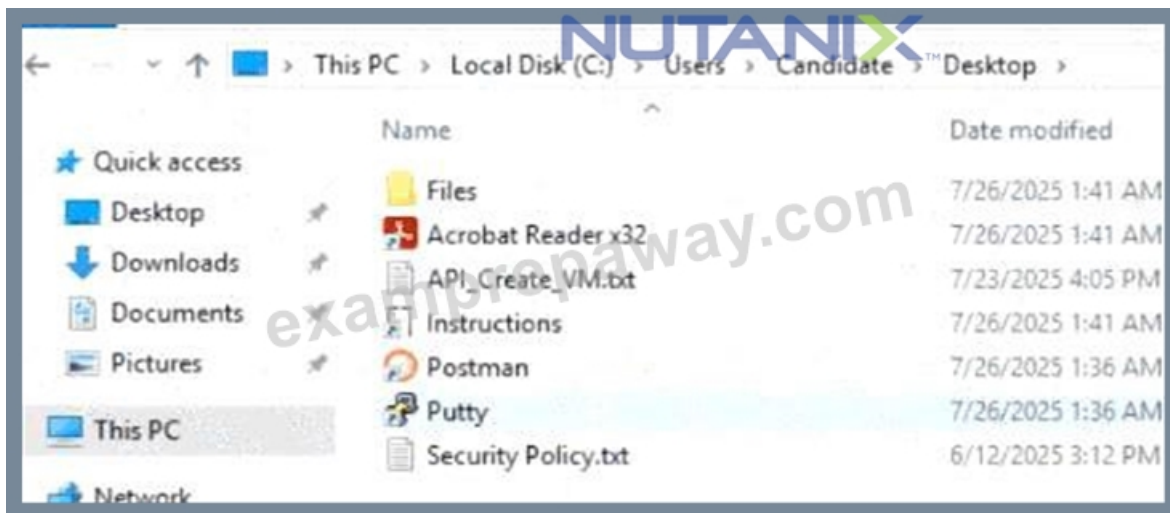 NUTANIX™
This PC > Local Disk (C:) > Users > Candidate > Desktop >
Name Date modified
Quick access
Desktop
Downloads
Documents
Pictures
This PC
Network
Files 7/26/2025 1:41 AM
Acrobat Reader x32 7/26/2025 1:41 AM
API_Create_VM.txt 7/23/2025 4:05 PM
Instructions 7/26/2025 1:41 AM
Postman 7/26/2025 1:36 AM
Putty 7/26/2025 1:36 AM
Security Policy.txt 6/12/2025 3:12 PM
examprepaway.com